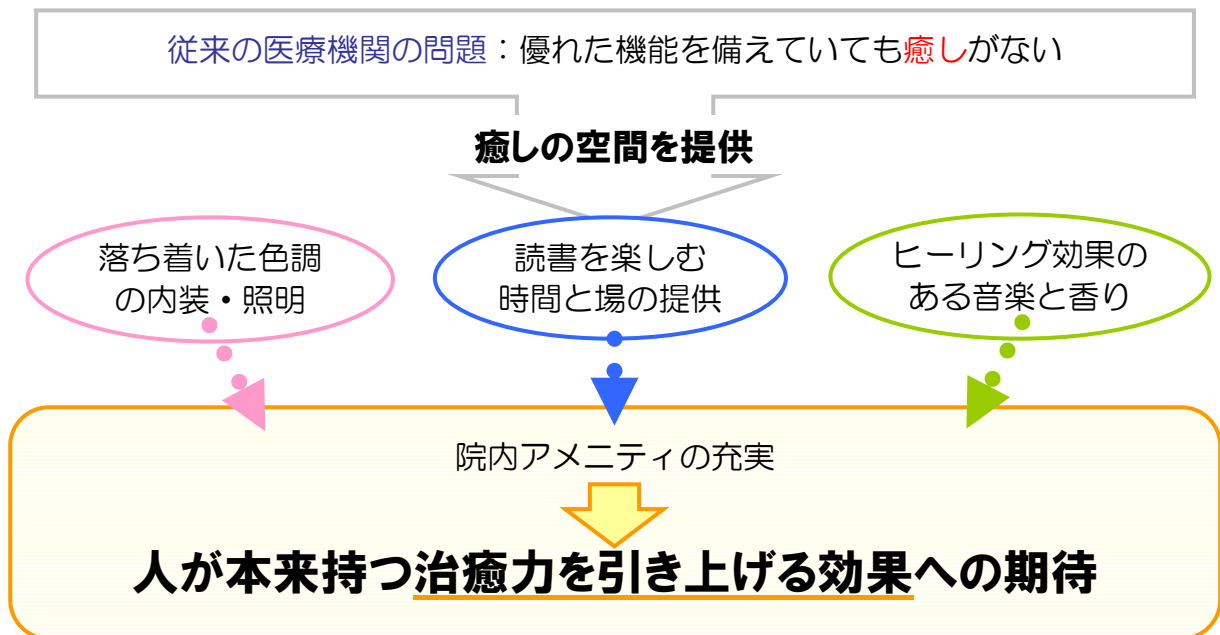 従来の医療機関の問題：優れた機能を備えていても癒しがない
癒しの空間を提供
落ち着いた色調
の内装・照明
読書を楽しむ
時間と場の提供
ヒーリング効果の
ある音楽と香り
院内アメニティの充実
人が本来持つ治癒力を引き上げる効果への期待